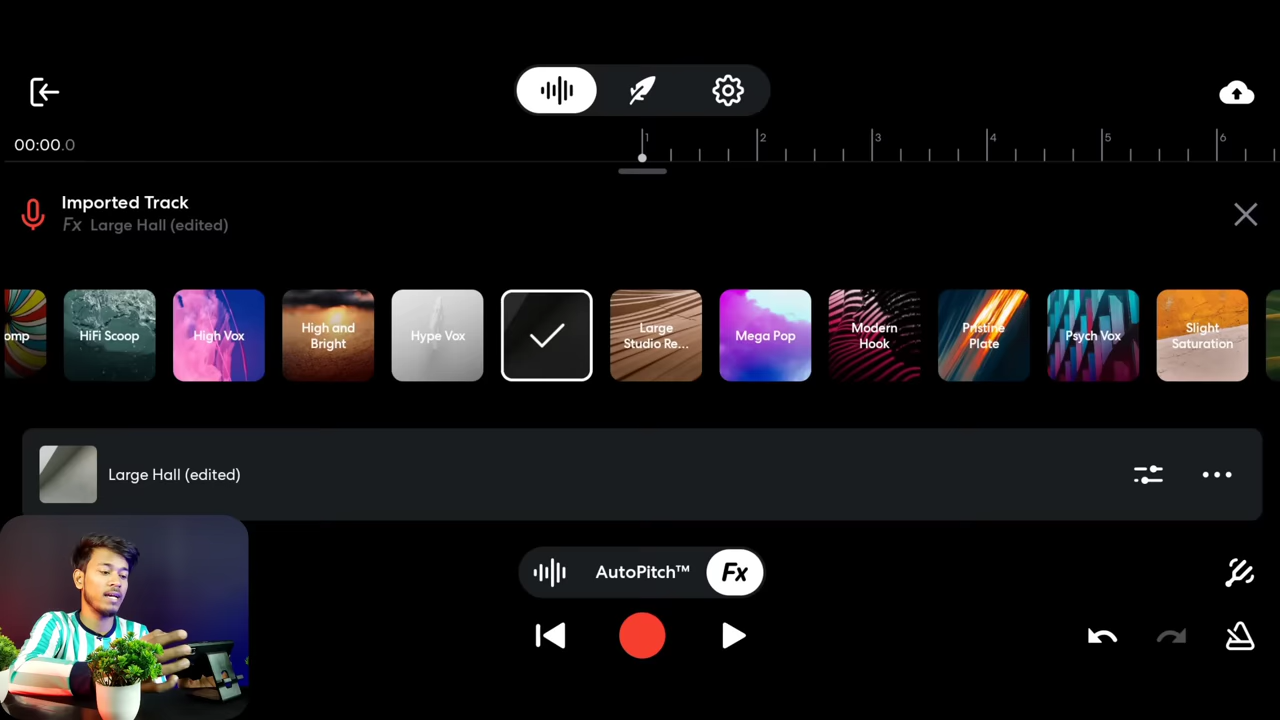 00:00.0
1 2 3 4 5 6
Imported Track
Fx Large Hall (edited)
omp
HiFi Scoop
High Vox
High and
Bright
Hype Vox
Large
Studio Re...
Mega Pop
Modern
Hook
Pristine
Plate
Psych Vox
Slight
Saturation
Large Hall (edited)
AutoPitch™ Fx